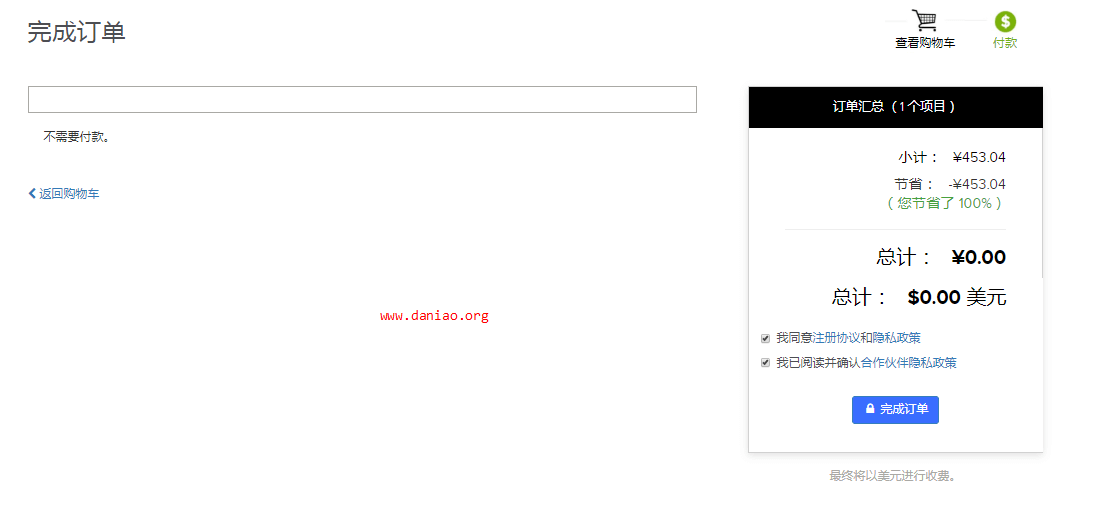 完成订单
查看购物车
付款
不需要付款。
返回购物车
www.daniao.org
订单汇总（1个项目）
小计： ¥453.04
节省： -¥453.04
（您节省了 100%）
总计： ¥0.00
总计： $0.00 美元
我同意注册协议和隐私政策
我已阅读并确认合作伙伴隐私政策
完成订单
最终将以美元进行收费。